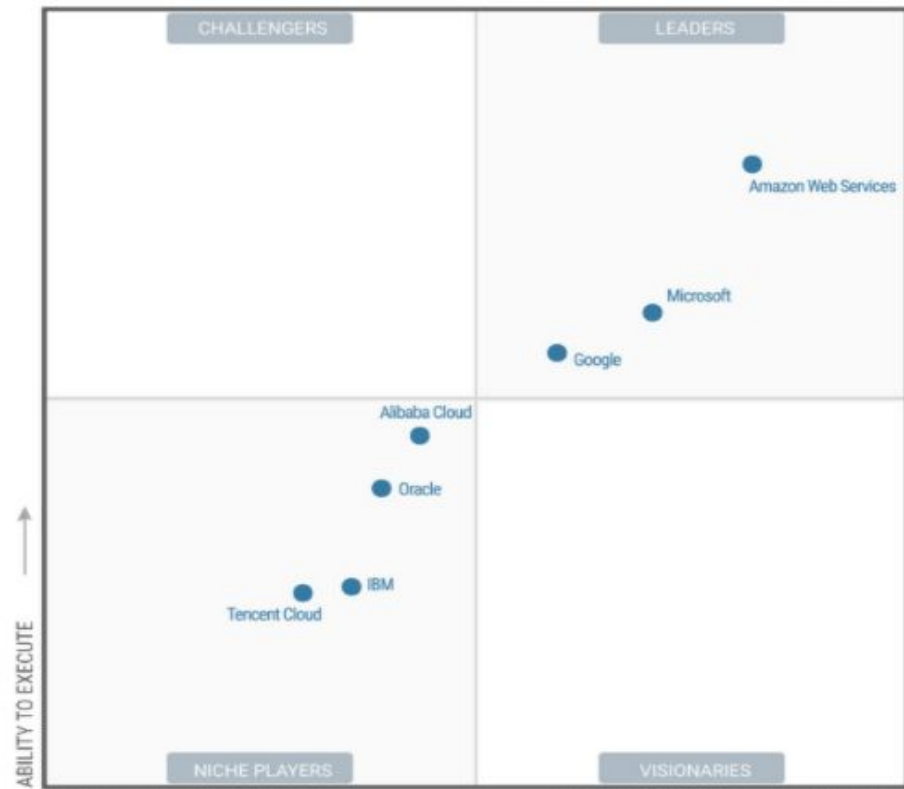 CHALLENGERS
LEADERS
Amazon Web Services
Microsoft
Google
Alibaba Cloud
Oracle
IBM
Tencent Cloud
ABILITY TO EXECUTE
NICHE PLAYERS
VISIONARIES